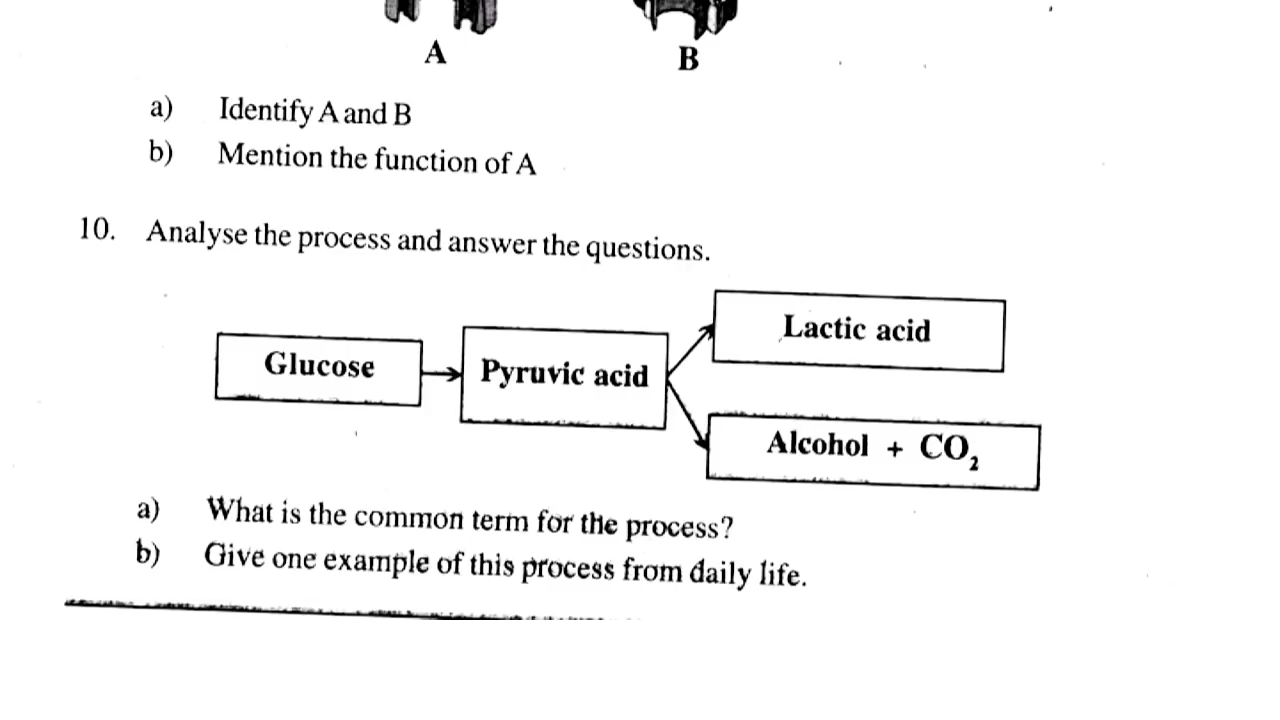 A
B
a) Identify A and B
b) Mention the function of A
10. Analyse the process and answer the questions.
Lactic acid
Glucose
Pyruvic acid
Alcohol + CO₂
a) What is the common term for the process?
b) Give one example of this process from daily life.